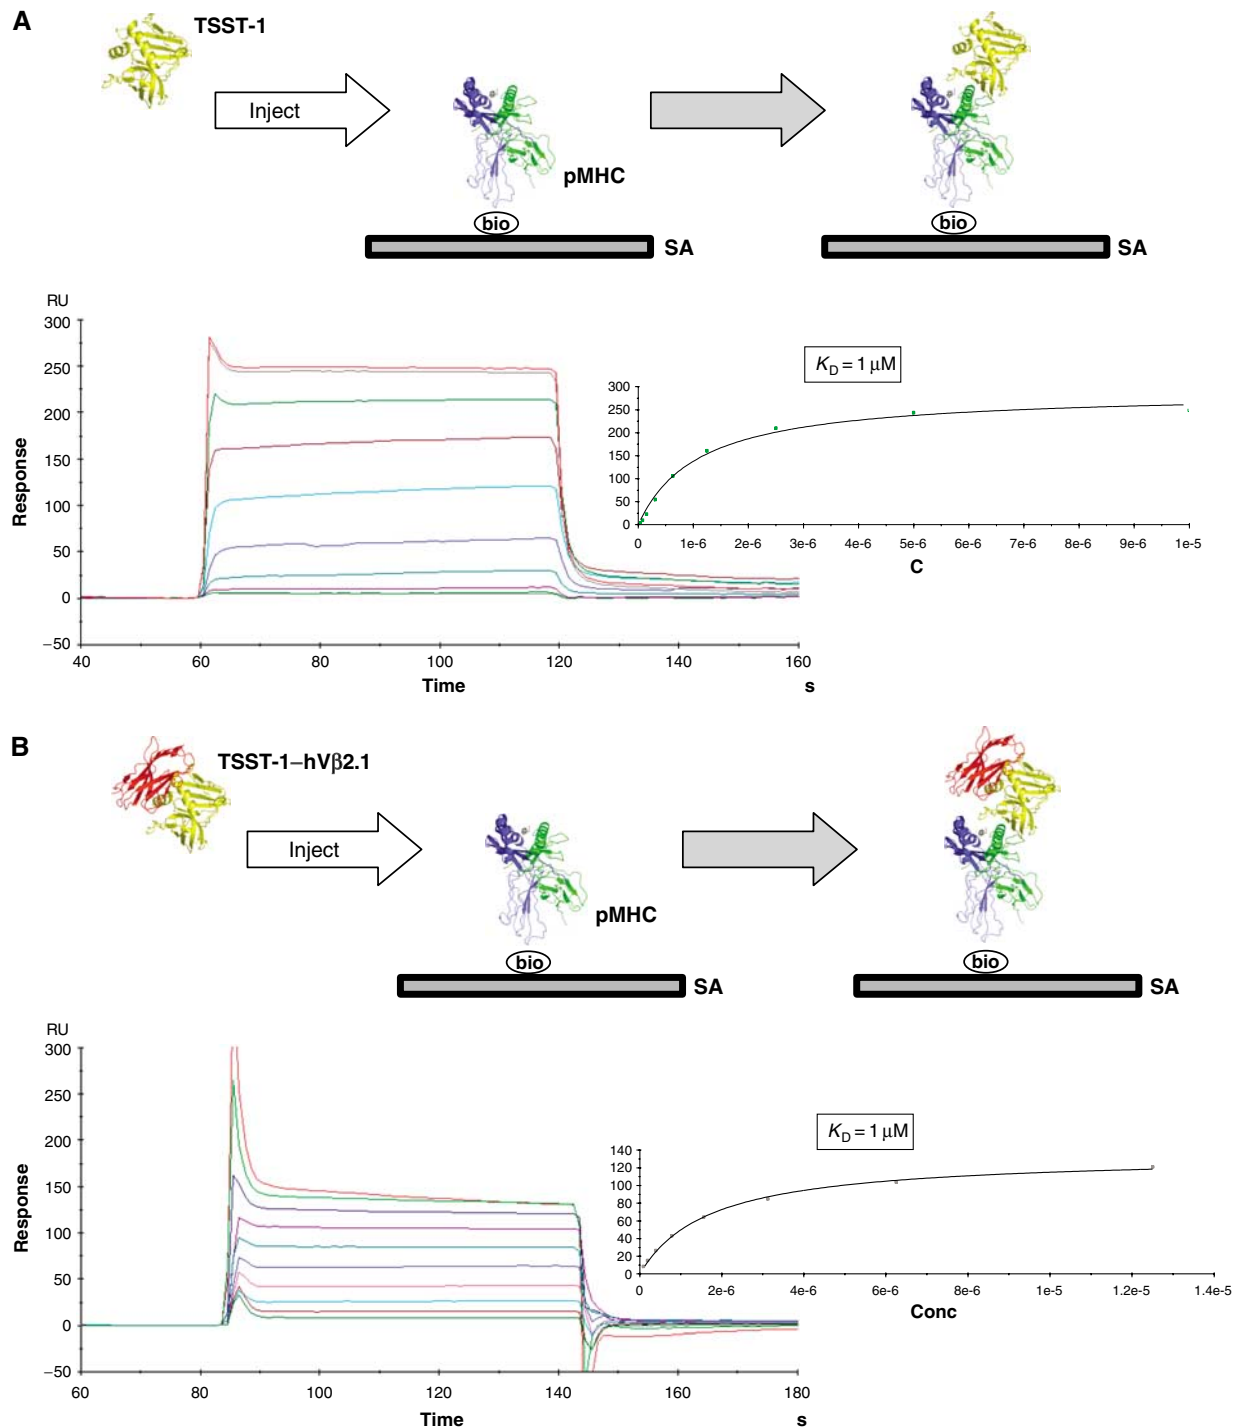 A
TSST-1
Inject
pMHC
bio
SA
bio
SA
RU
300
250
200
150
100
50
0
−50
Response
40
60
80
100
120
140
160
Time
s
K_D = 1 μM
300
250
200
150
100
50
0
0
1e-6
2e-6
3e-6
4e-6
5e-6
6e-6
7e-6
8e-6
9e-6
1e-5
C
B
TSST-1–hVβ2.1
Inject
pMHC
bio
SA
bio
SA
RU
300
250
200
150
100
50
0
−50
Response
60
80
100
120
140
160
180
Time
s
K_D = 1 μM
140
120
100
80
60
40
20
0
0
2e-6
4e-6
6e-6
8e-6
1e-5
1.2e-5
1.4e-5
Conc